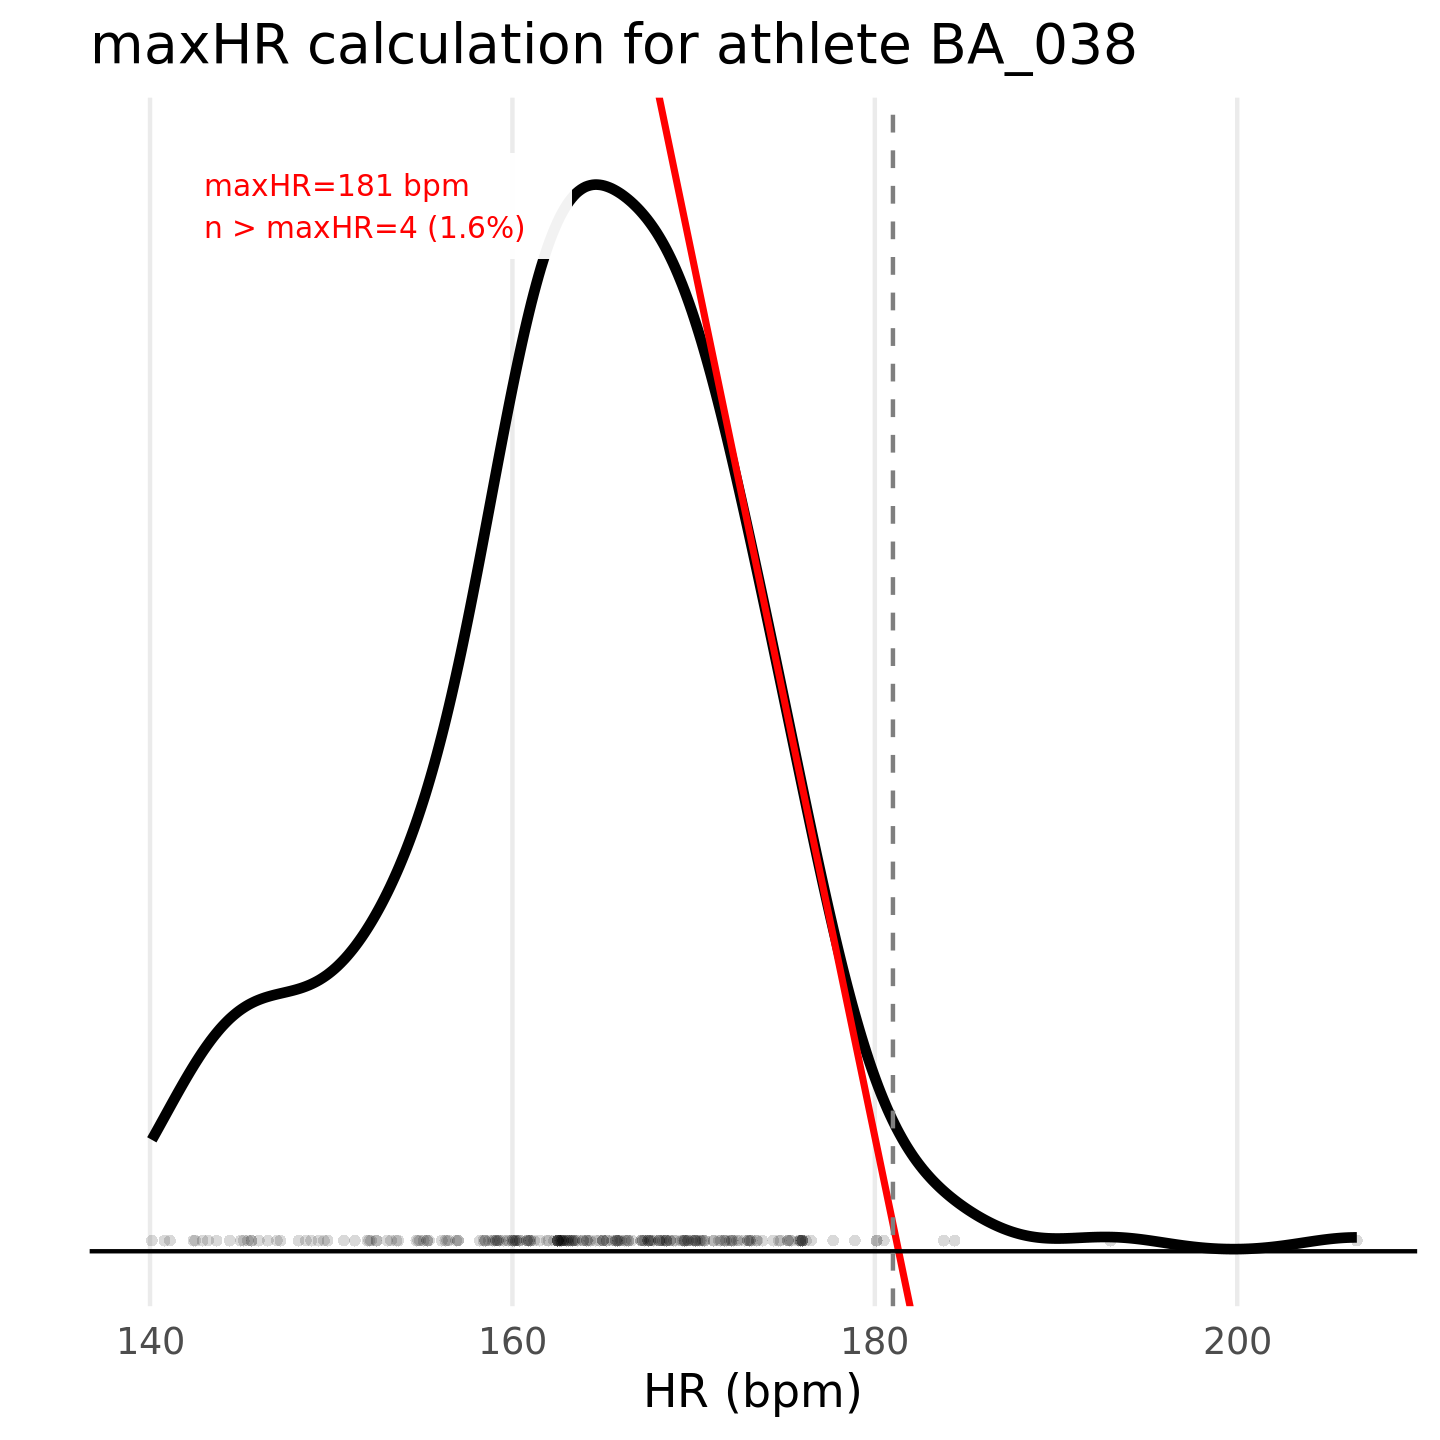 maxHR calculation for athlete BA_038
maxHR=181 bpm
n > maxHR=4 (1.6%)
140 160 180 200
HR (bpm)